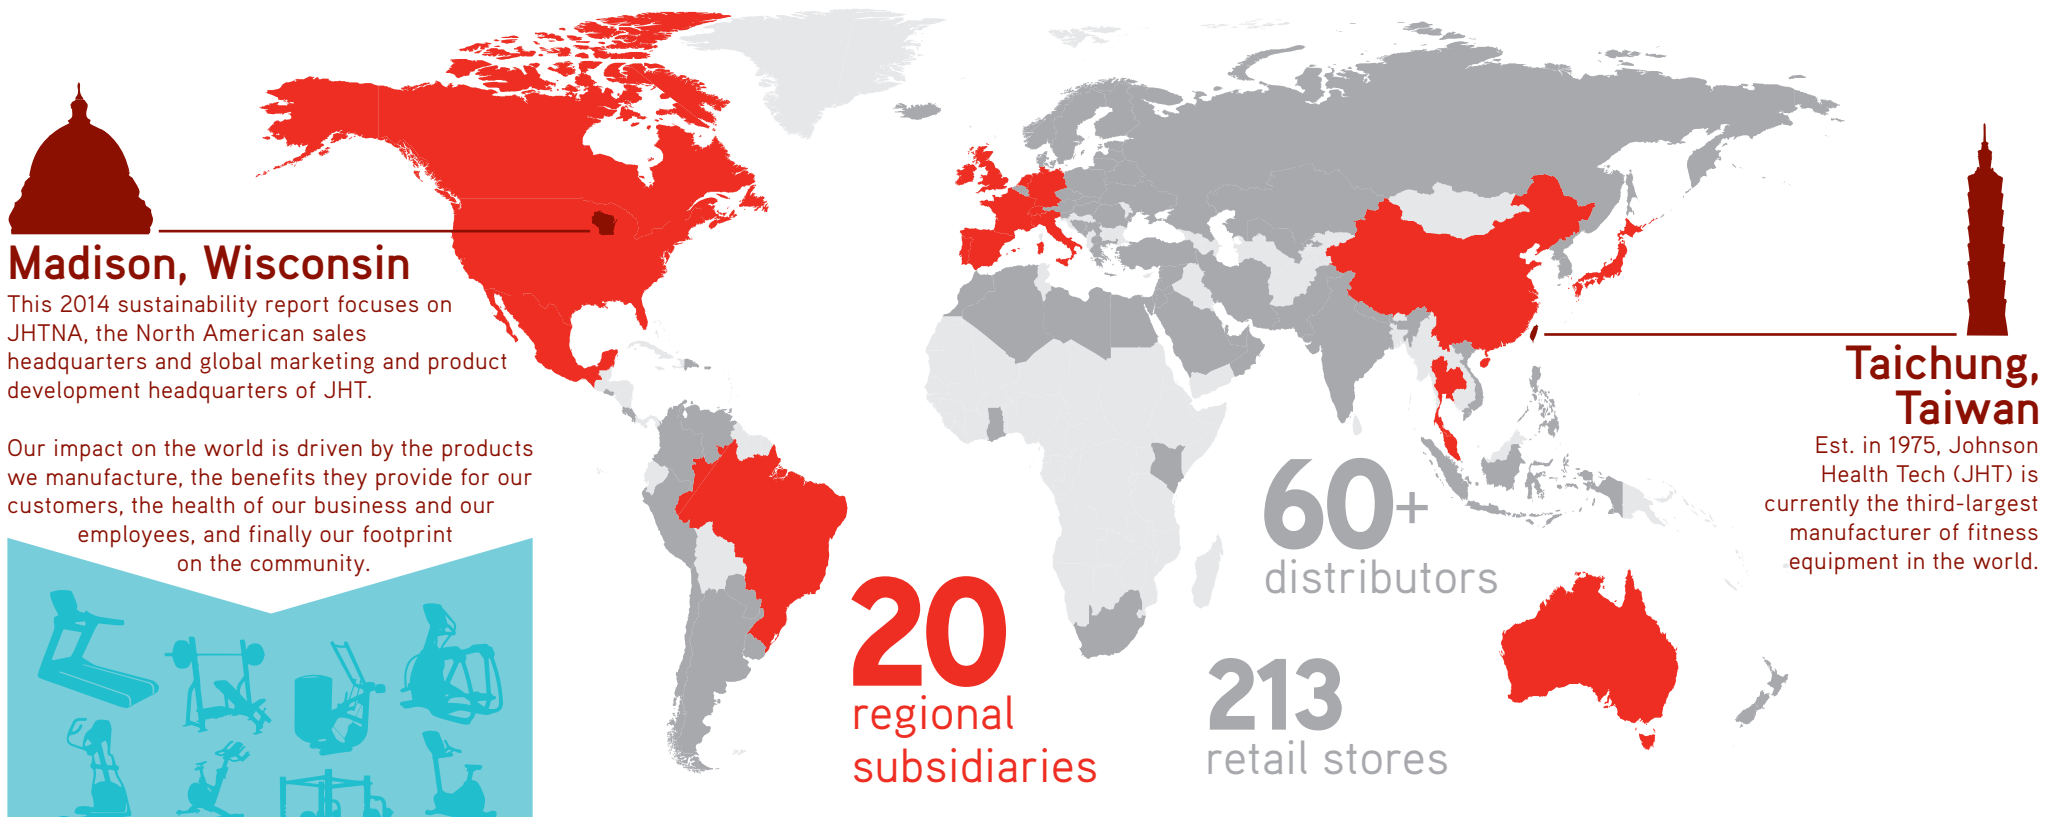 Madison, Wisconsin
This 2014 sustainability report focuses on
JHTNA, the North American sales
headquarters and global marketing and product
development headquarters of JHT.
Our impact on the world is driven by the products
we manufacture, the benefits they provide for our
customers, the health of our business and our
employees, and finally our footprint
on the community.
20
regional
subsidiaries
60+
distributors
213
retail stores
Taichung,
Taiwan
Est. in 1975, Johnson
Health Tech (JHT) is
currently the third-largest
manufacturer of fitness
equipment in the world.